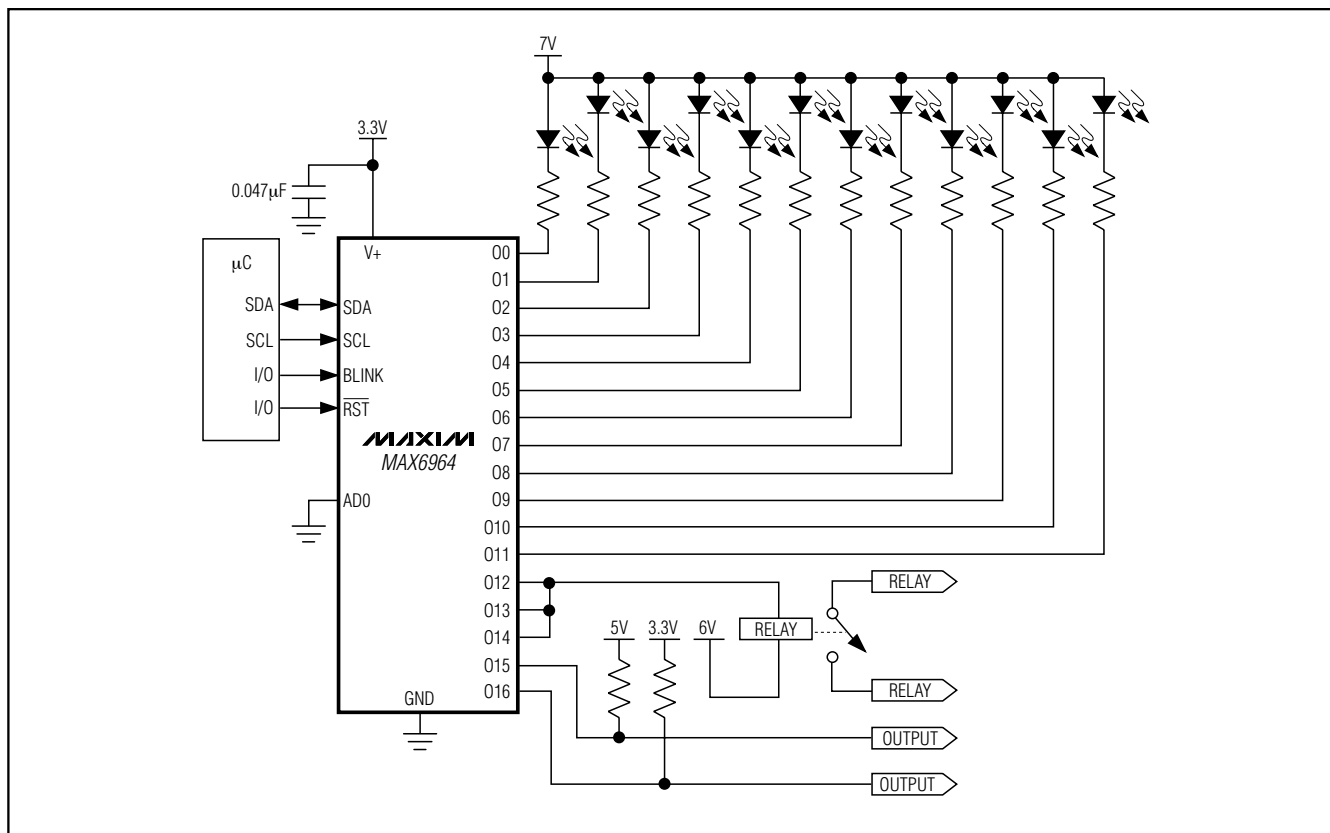 7V
3.3V
0.047µF
µC
V+
SDA
SDA
SCL
SCL
I/O
BLINK
I/O
RST
MAXIM
MAX6964
AD0
GND
O0
O1
O2
O3
O4
O5
O6
O7
O8
O9
O10
O11
O12
O13
O14
O15
O16
5V
3.3V
6V
RELAY
RELAY
RELAY
OUTPUT
OUTPUT